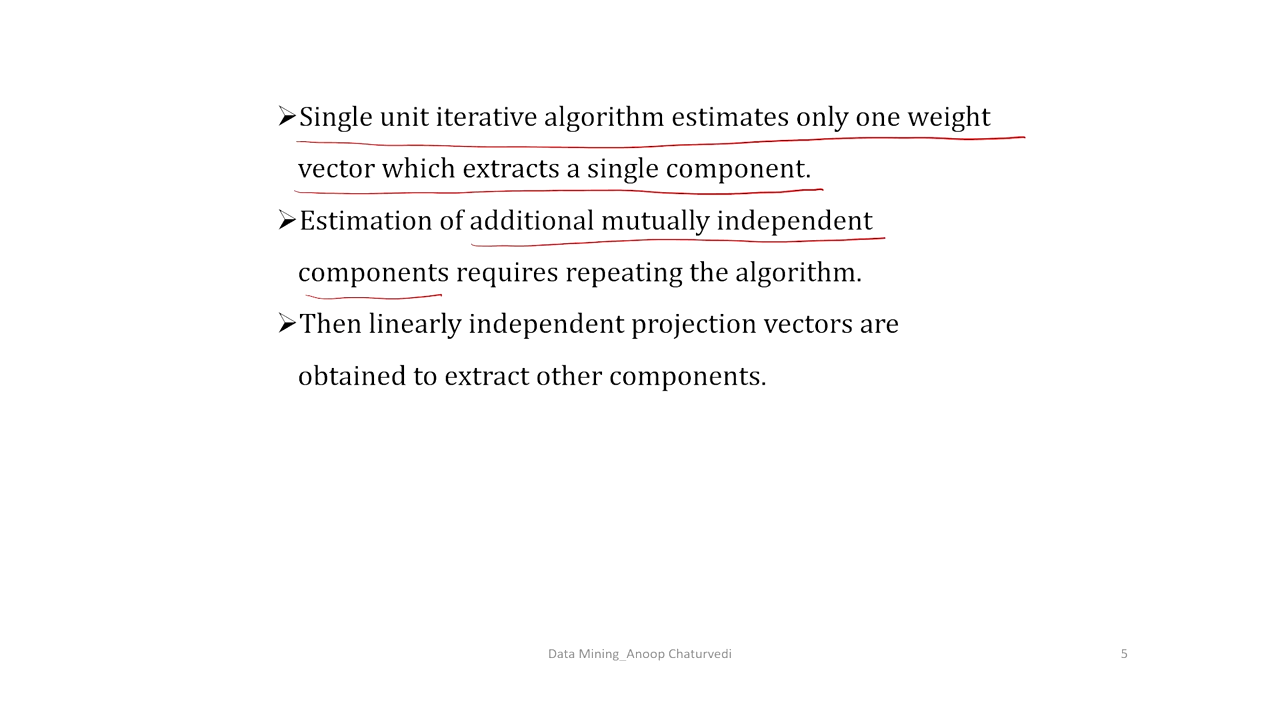 ➢Single unit iterative algorithm estimates only one weight
vector which extracts a single component.
➢Estimation of additional mutually independent
components requires repeating the algorithm.
➢Then linearly independent projection vectors are
obtained to extract other components.
Data Mining_Anoop Chaturvedi
5